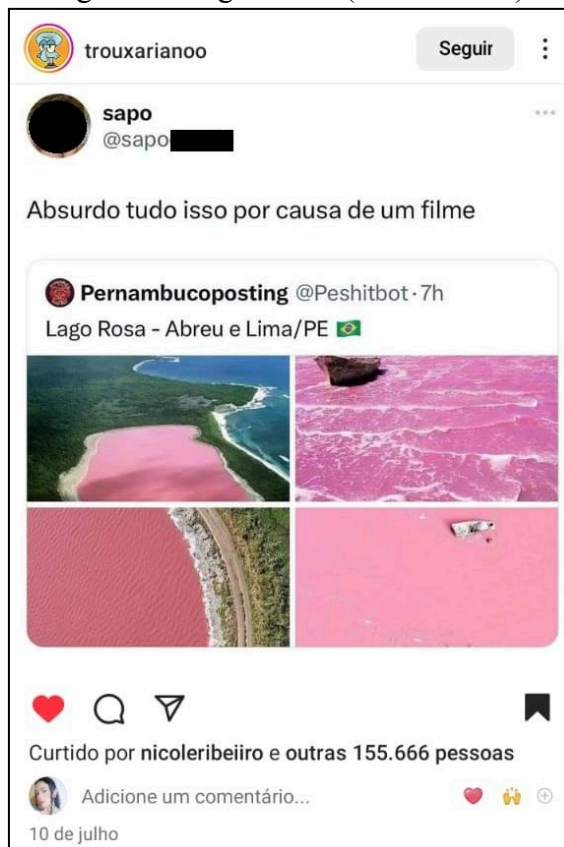 trouxarianoo
Seguir
sapo
@sapo
Absurdo tudo isso por causa de um filme
Pernambucoposting @Peshitbot · 7h
Lago Rosa - Abreu e Lima/PE 🇧🇷
Curtido por nicoleribeiiro e outras 155.666 pessoas
Adicione um comentário...
10 de julho